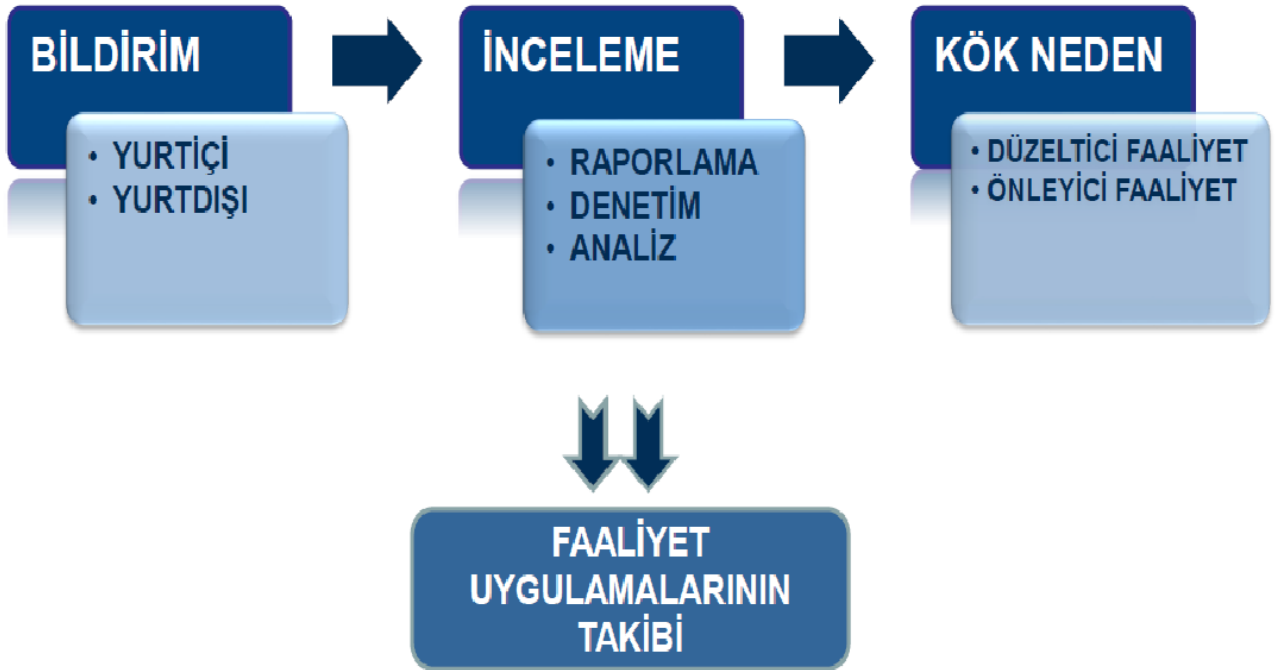 BİLDİRİM
• YURTİÇİ
• YURTDIŞI
İNCELEME
• RAPORLAMA
• DENETİM
• ANALİZ
KÖK NEDEN
• DÜZELTİCİ FAALİYET
• ÖNLEYİCİ FAALİYET
FAALİYET
UYGULAMALARININ
TAKİBİ